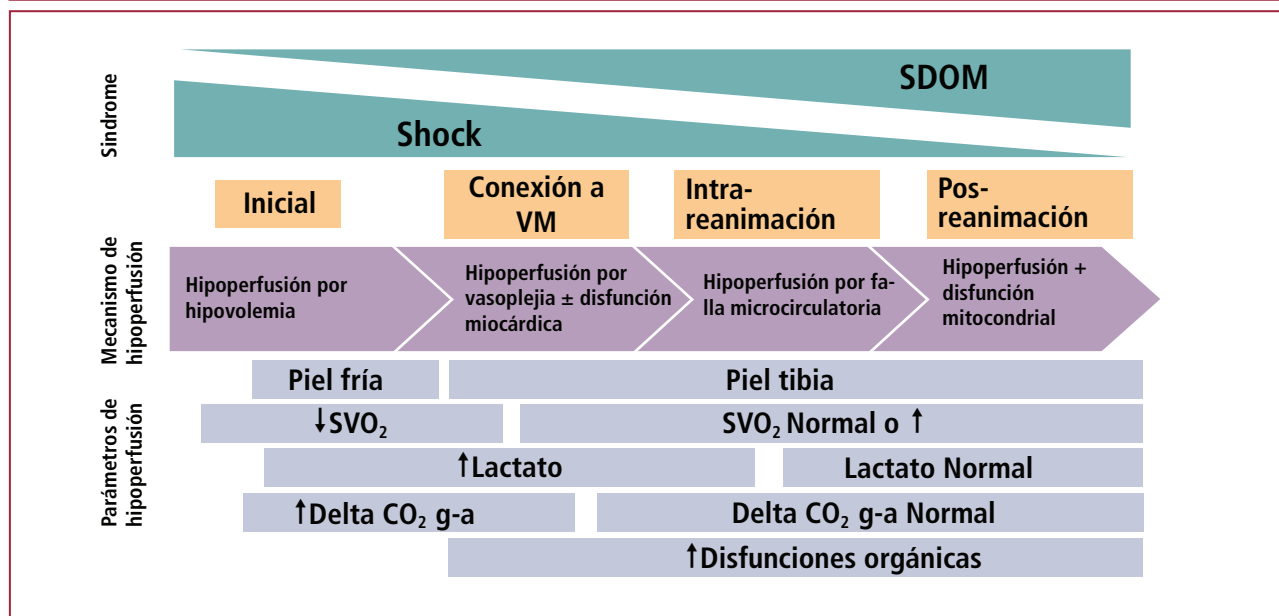 Sindrome
SDOM
Shock
Inicial
Conexión a
VM
Intra-
reanimación
Pos-
reanimación
Mecanismo de
hipoperfusión
Hipoperfusión por
hipovolemia
Hipoperfusión por
vasoplejia ± disfunción
miocárdica
Hipoperfusión por fa-
lla microcirculatoria
Hipoperfusión +
disfunción
mitocondrial
Parámetros de
hipoperfusión
Piel fría
Piel tibia
↓SVO₂
SVO₂ Normal o ↑
↑Lactato
Lactato Normal
↑Delta CO₂ g-a
Delta CO₂ g-a Normal
↑Disfunciones orgánicas